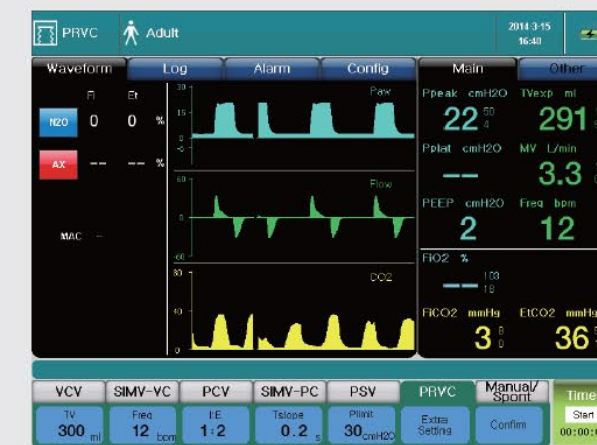 PRVC Adult 2014-3-15
16:40
Waveform Log Alarm Config Main Other
Fi Et
N2O 0 0 %
AX -- -- %
MAC -
30 Paw
15
0
-5
60 Flow
0
-60
80 CO2
40
0
Ppeak cmH2O TVexp ml
22 50 4 291
Pplat cmH2O MV L/min
-- 3.3
PEEP cmH2O Freq bpm
2 12
FiO2 %
-- 18
FiCO2 mmHg EtCO2 mmHg
3 8 0 36
VCV SIMV-VC PCV SIMV-PC PSV PRVC Manual/ Spont Time
TV Freq I:E Tslope Plimit Extra Setting Confirm Start
300 ml 12 bpm 1:2 0.2 s 30 cmH2O 00:00: